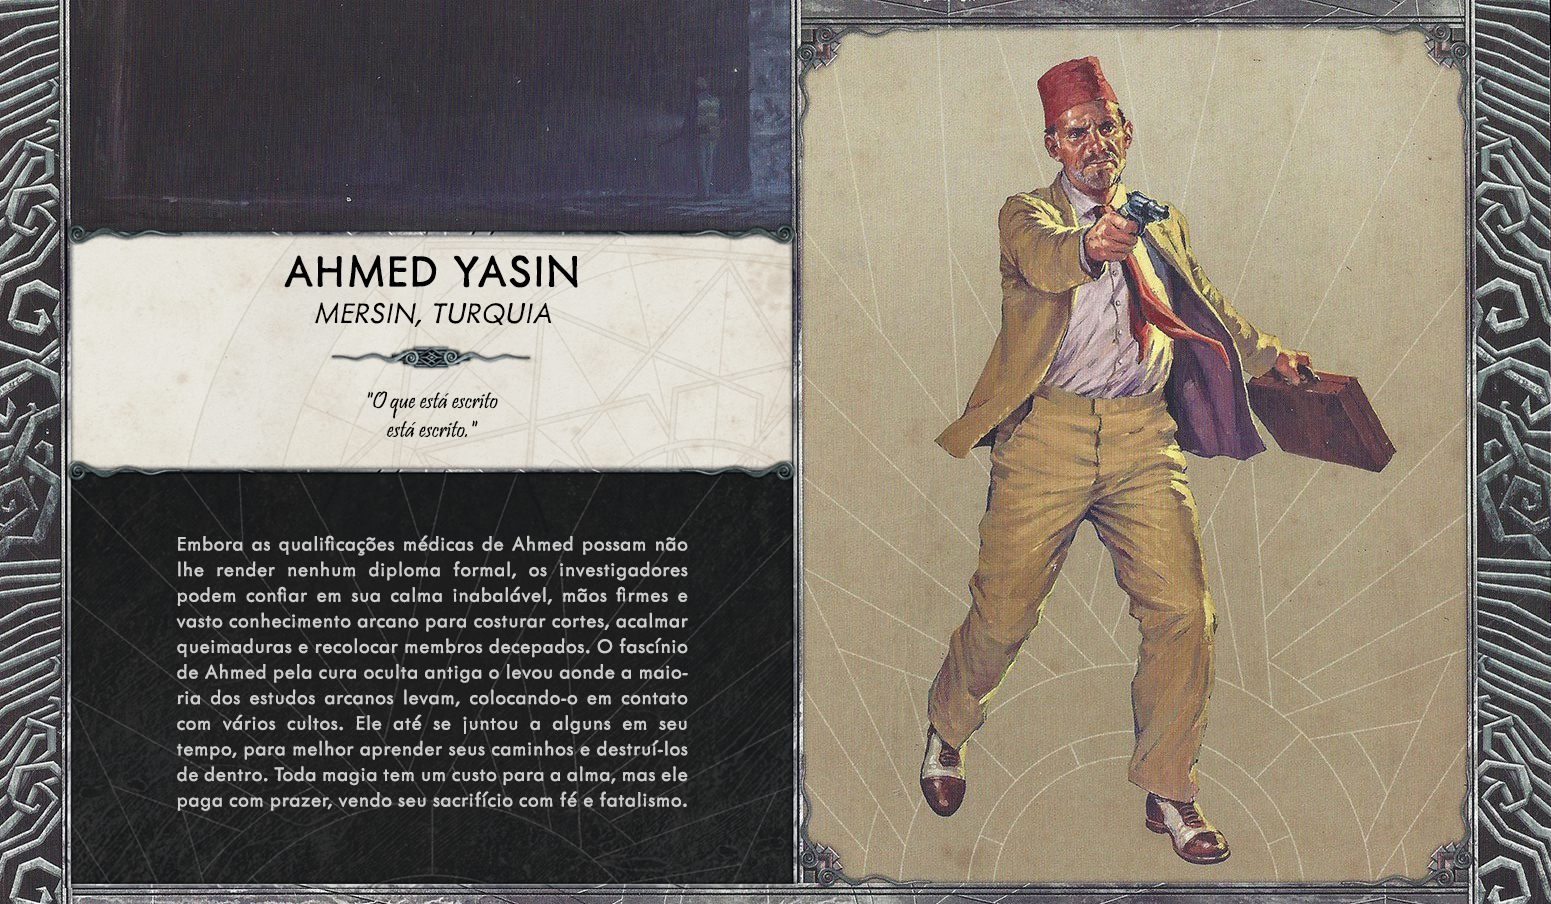 AHMED YASIN
MERSIN, TURQUIA
"O que está escrito
está escrito."
Embora as qualificações médicas de Ahmed possam não
lhe render nenhum diploma formal, os investigadores
podem confiar em sua calma inabalável, mãos firmes e
vasto conhecimento arcano para costurar cortes, acalmar
queimaduras e recolocar membros decepados. O fascínio
de Ahmed pela cura oculta antiga o levou aonde a maio-
ria dos estudos arcanos levam, colocando-o em contato
com vários cultos. Ele até se juntou a alguns em seu
tempo, para melhor aprender seus caminhos e destruí-los
de dentro. Toda magia tem um custo para a alma, mas ele
paga com prazer, vendo seu sacrifício com fé e fatalismo.